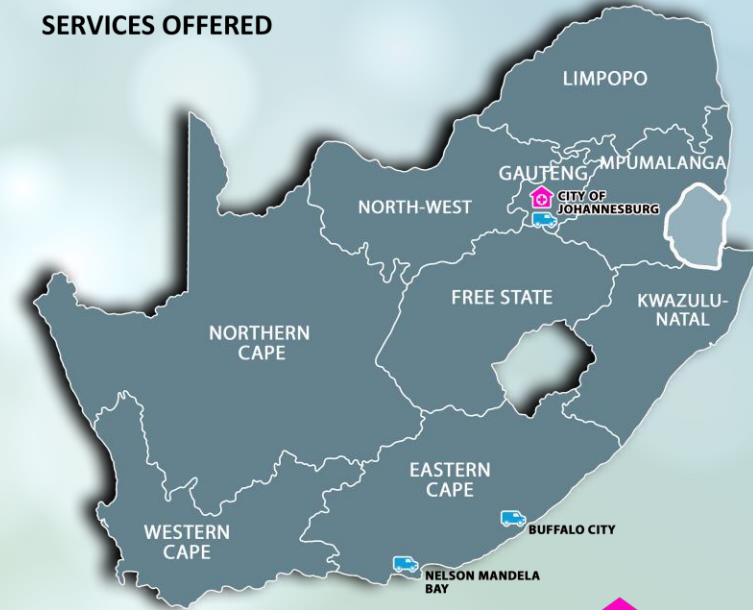 SERVICES OFFERED
LIMPOPO
GAUTENG
MPUMALANGA
CITY OF
JOHANNESBURG
NORTH-WEST
FREE STATE
KWAZULU-
NATAL
NORTHERN
CAPE
EASTERN
CAPE
WESTERN
CAPE
BUFFALO CITY
NELSON MANDELA
BAY